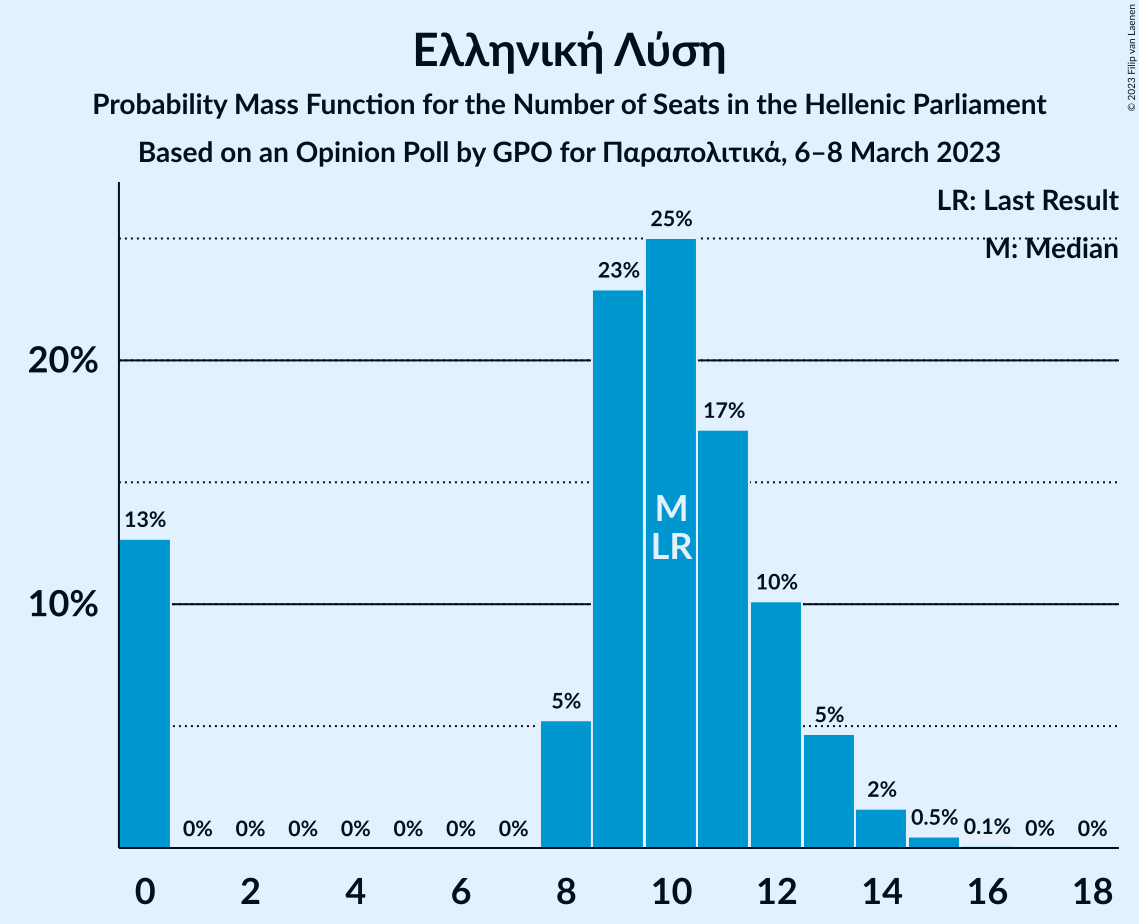 Ελληνική Λύση
Probability Mass Function for the Number of Seats in the Hellenic Parliament
Based on an Opinion Poll by GPO for Παραπολιτικά, 6–8 March 2023
© 2023 Filip van Laenen
LR: Last Result
M: Median
20%
10%
13%
0%
0%
0%
0%
0%
0%
0%
5%
23%
25%
17%
10%
5%
2%
0.5%
0.1%
0%
0%
M
LR
0 2 4 6 8 10 12 14 16 18